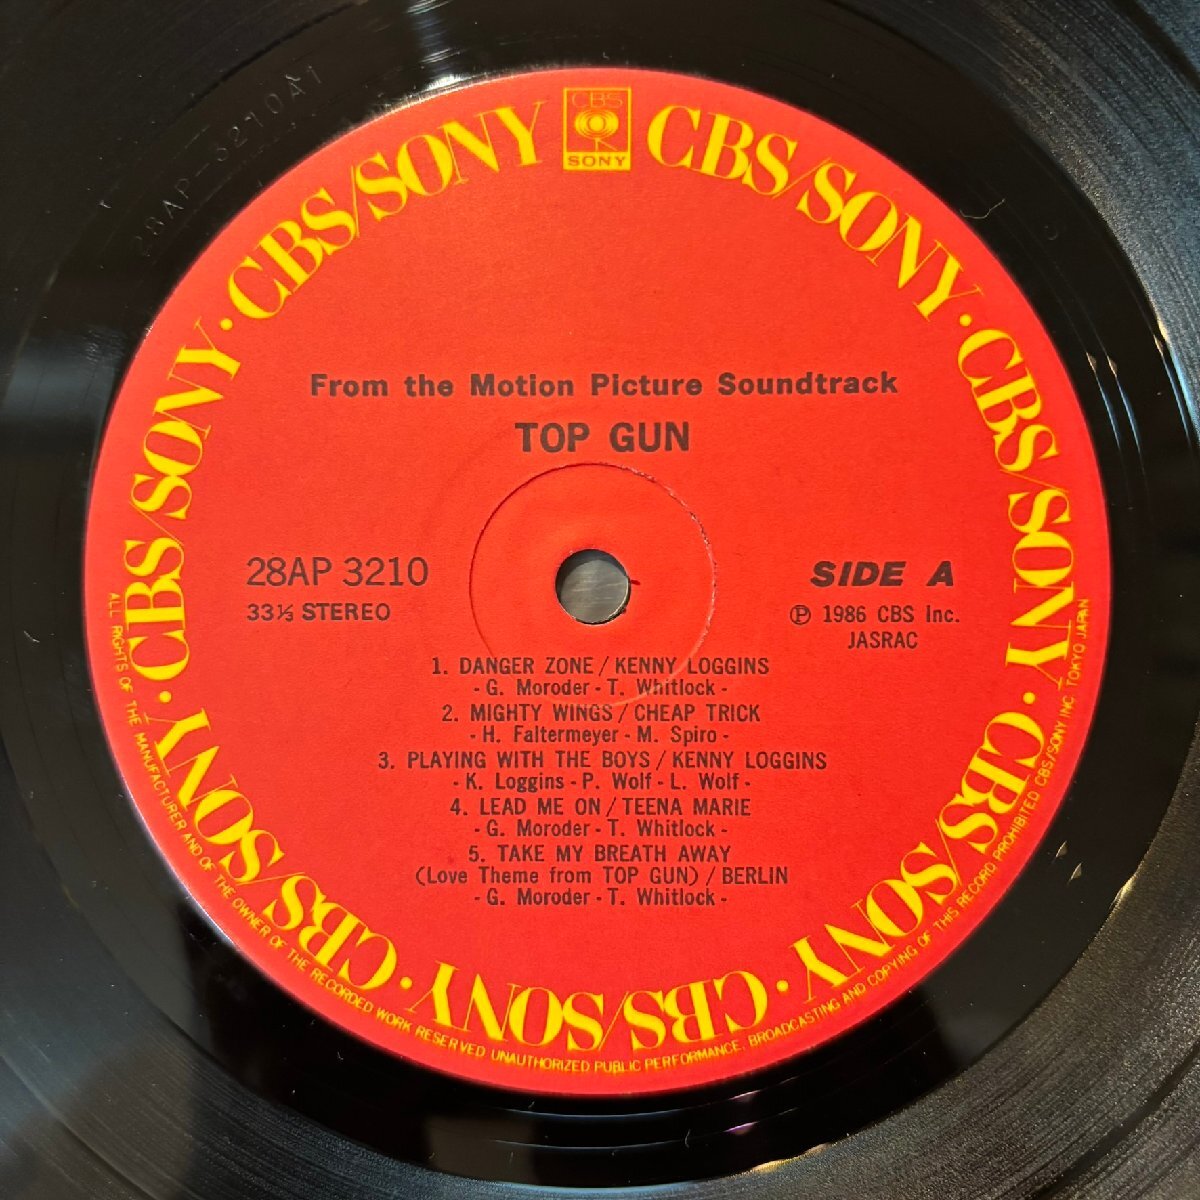 28AP-3210A1
CBS
SONY
CBS/SONY · CBS/SONY · CBS/SONY · CBS/SONY · CBS/SONY · CBS/SONY · CBS/SONY · CBS/SONY · CBS/SONY
From the Motion Picture Soundtrack
TOP GUN
28AP 3210
33⅓ STEREO
SIDE A
℗ 1986 CBS Inc.
JASRAC
1. DANGER ZONE / KENNY LOGGINS
- G. Moroder - T. Whitlock -
2. MIGHTY WINGS / CHEAP TRICK
- H. Faltermeyer - M. Spiro -
3. PLAYING WITH THE BOYS / KENNY LOGGINS
- K. Loggins - P. Wolf - L. Wolf -
4. LEAD ME ON / TEENA MARIE
- G. Moroder - T. Whitlock -
5. TAKE MY BREATH AWAY
(Love Theme from TOP GUN) / BERLIN
- G. Moroder - T. Whitlock -
ALL RIGHTS OF THE MANUFACTURER AND OF THE OWNER OF THE RECORDED WORK RESERVED UNAUTHORIZED PUBLIC PERFORMANCE, BROADCASTING AND COPYING OF THIS RECORD PROHIBITED CBS/SONY INC. TOKYO JAPAN